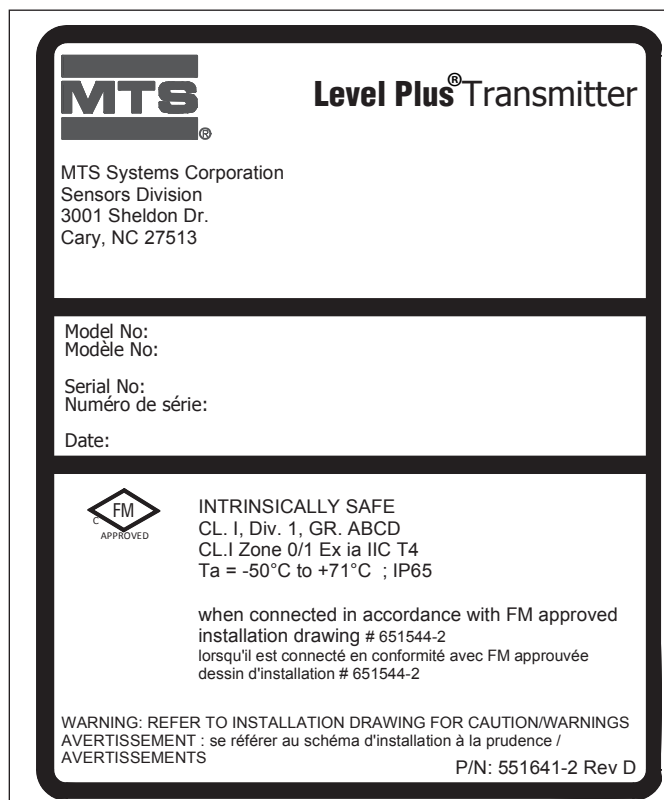 MTS
®
Level Plus® Transmitter
MTS Systems Corporation
Sensors Division
3001 Sheldon Dr.
Cary, NC 27513
Model No:
Modèle No:
Serial No:
Numéro de série:
Date:
FM
C
APPROVED
INTRINSICALLY SAFE
CL. I, Div. 1, GR. ABCD
CL.I Zone 0/1 Ex ia IIC T4
Ta = -50°C to +71°C ; IP65
when connected in accordance with FM approved
installation drawing # 651544-2
lorsqu'il est connecté en conformité avec FM approuvée
dessin d'installation # 651544-2
WARNING: REFER TO INSTALLATION DRAWING FOR CAUTION/WARNINGS
AVERTISSEMENT : se référer au schéma d'installation à la prudence /
AVERTISSEMENTS
P/N: 551641-2 Rev D